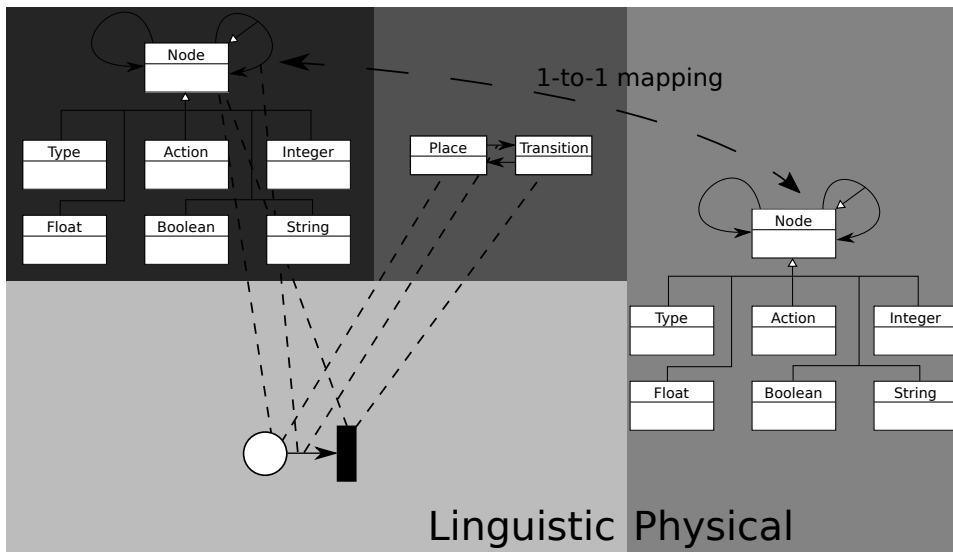 Node
Type
Action
Integer
Float
Boolean
String
1-to-1 mapping
Place
Transition
Node
Type
Action
Integer
Float
Boolean
String
Linguistic
Physical